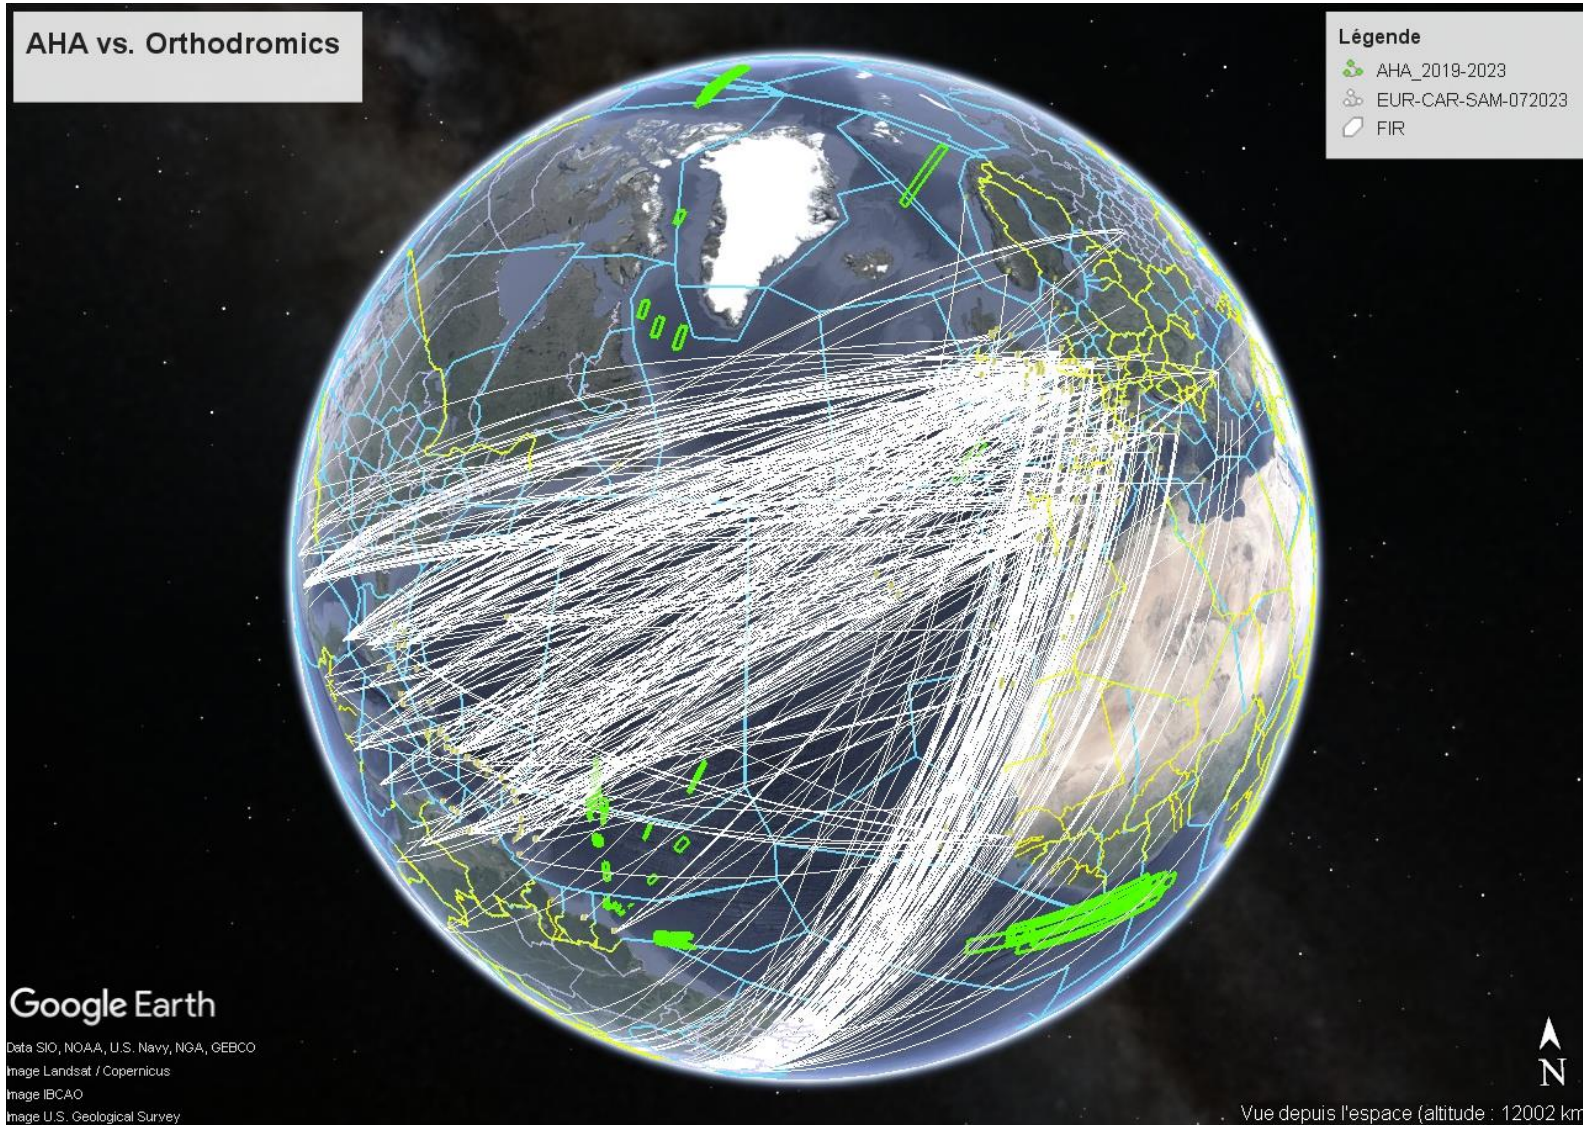 AHA vs. Orthodromics
Légende
AHA_2019-2023
EUR-CAR-SAM-072023
FIR
Google Earth
Data SIO, NOAA, U.S. Navy, NGA, GEBCO
Image Landsat / Copernicus
Image IBCAO
Image U.S. Geological Survey
N
Vue depuis l'espace (altitude : 12002 km